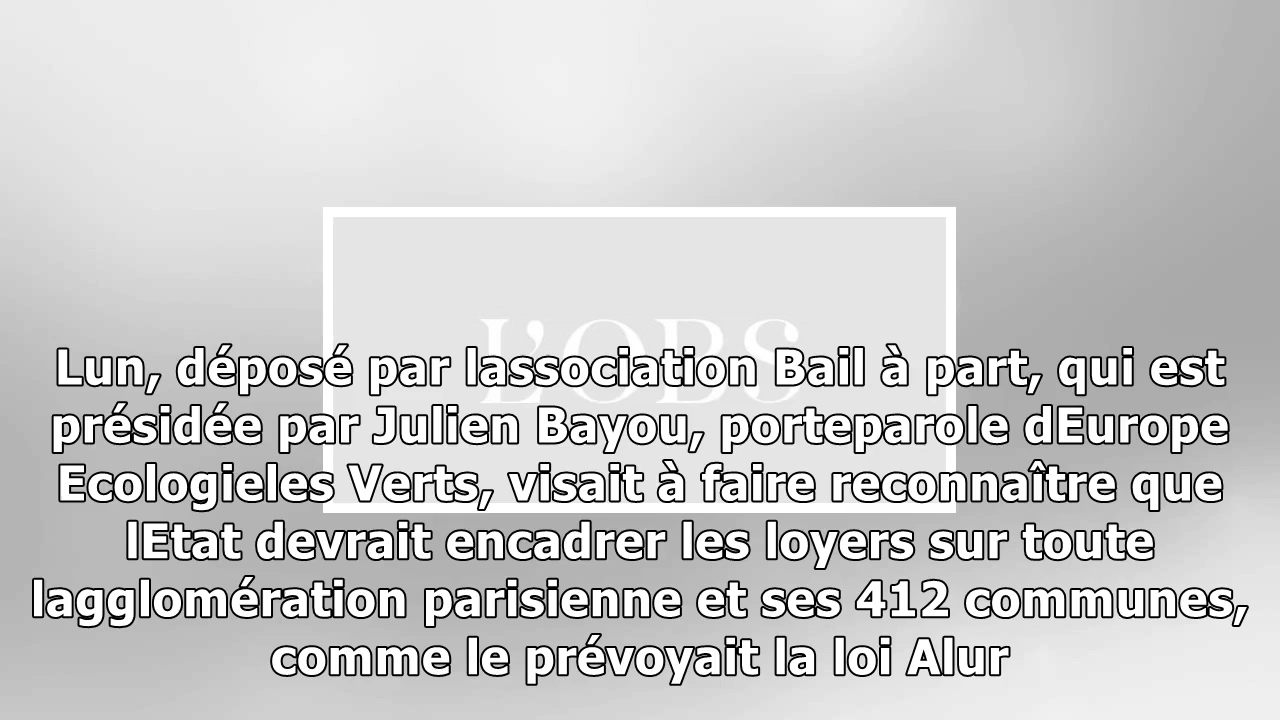 L'OBS
Lun, déposé par lassociation Bail à part, qui est
présidée par Julien Bayou, porteparole dEurope
Ecologieles Verts, visait à faire reconnaître que
lEtat devrait encadrer les loyers sur toute
lagglomération parisienne et ses 412 communes,
comme le prévoyait la loi Alur